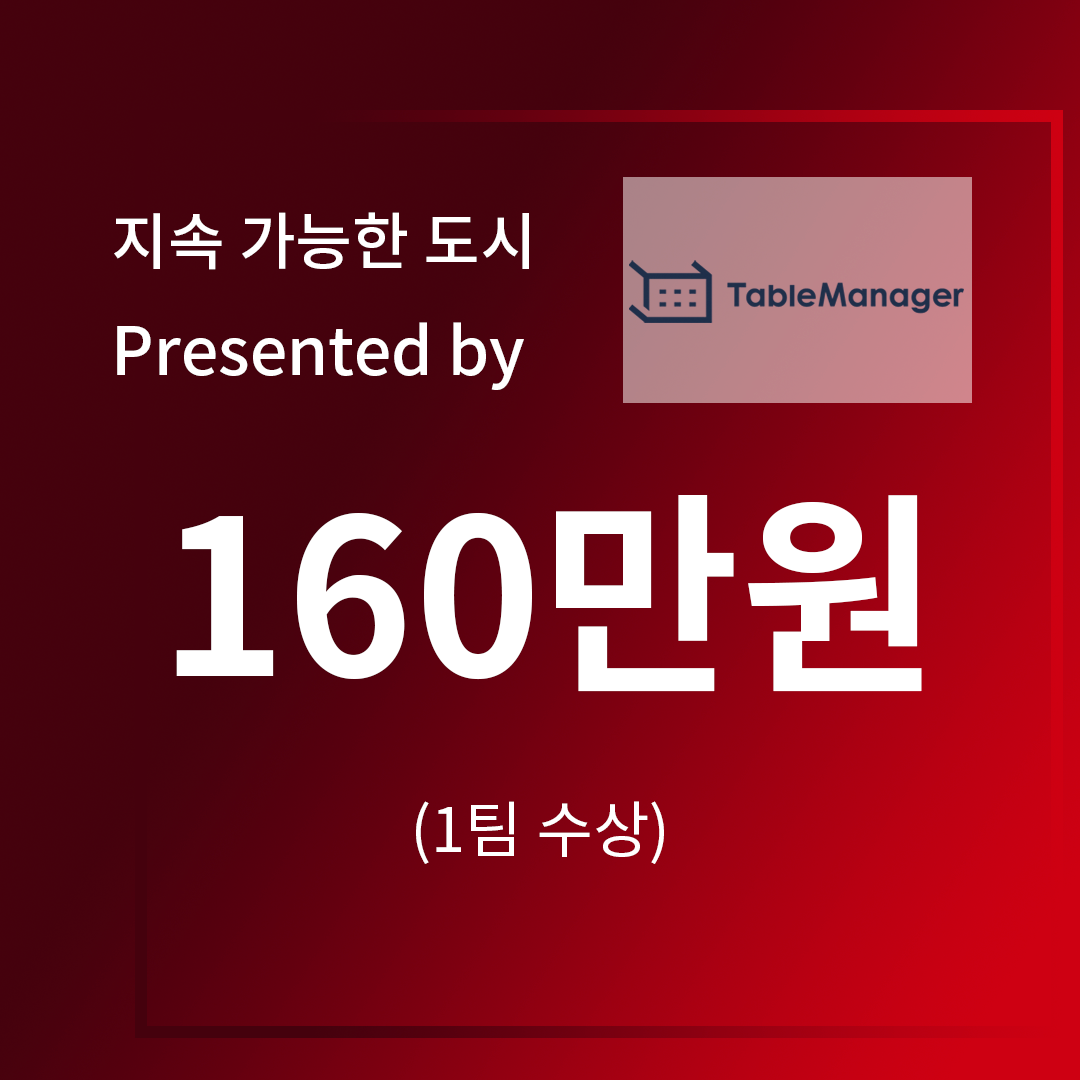 지속 가능한 도시
Presented by
TableManager
160만원
(1팀 수상)